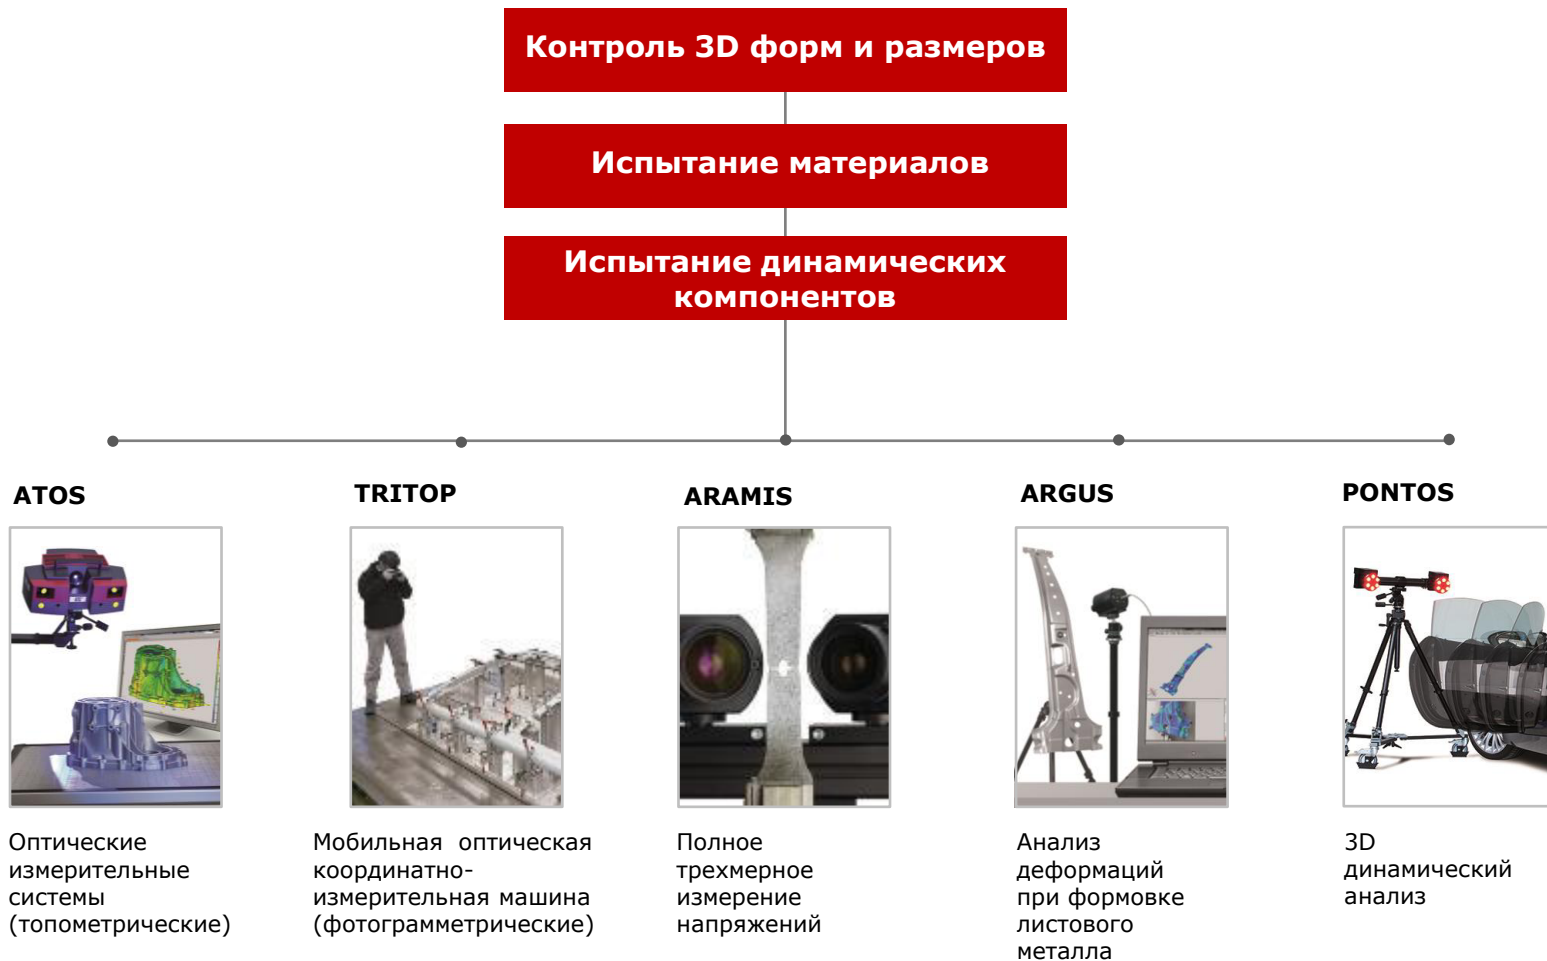 Контроль 3D форм и размеров
Испытание материалов
Испытание динамических
компонентов
ATOS
TRITOP
ARAMIS
ARGUS
PONTOS
Оптические
измерительные
системы
(топометрические)
Мобильная оптическая
координатно-
измерительная машина
(фотограмметрические)
Полное
трехмерное
измерение
напряжений
Анализ
деформаций
при формовке
листового
металла
3D
динамический
анализ